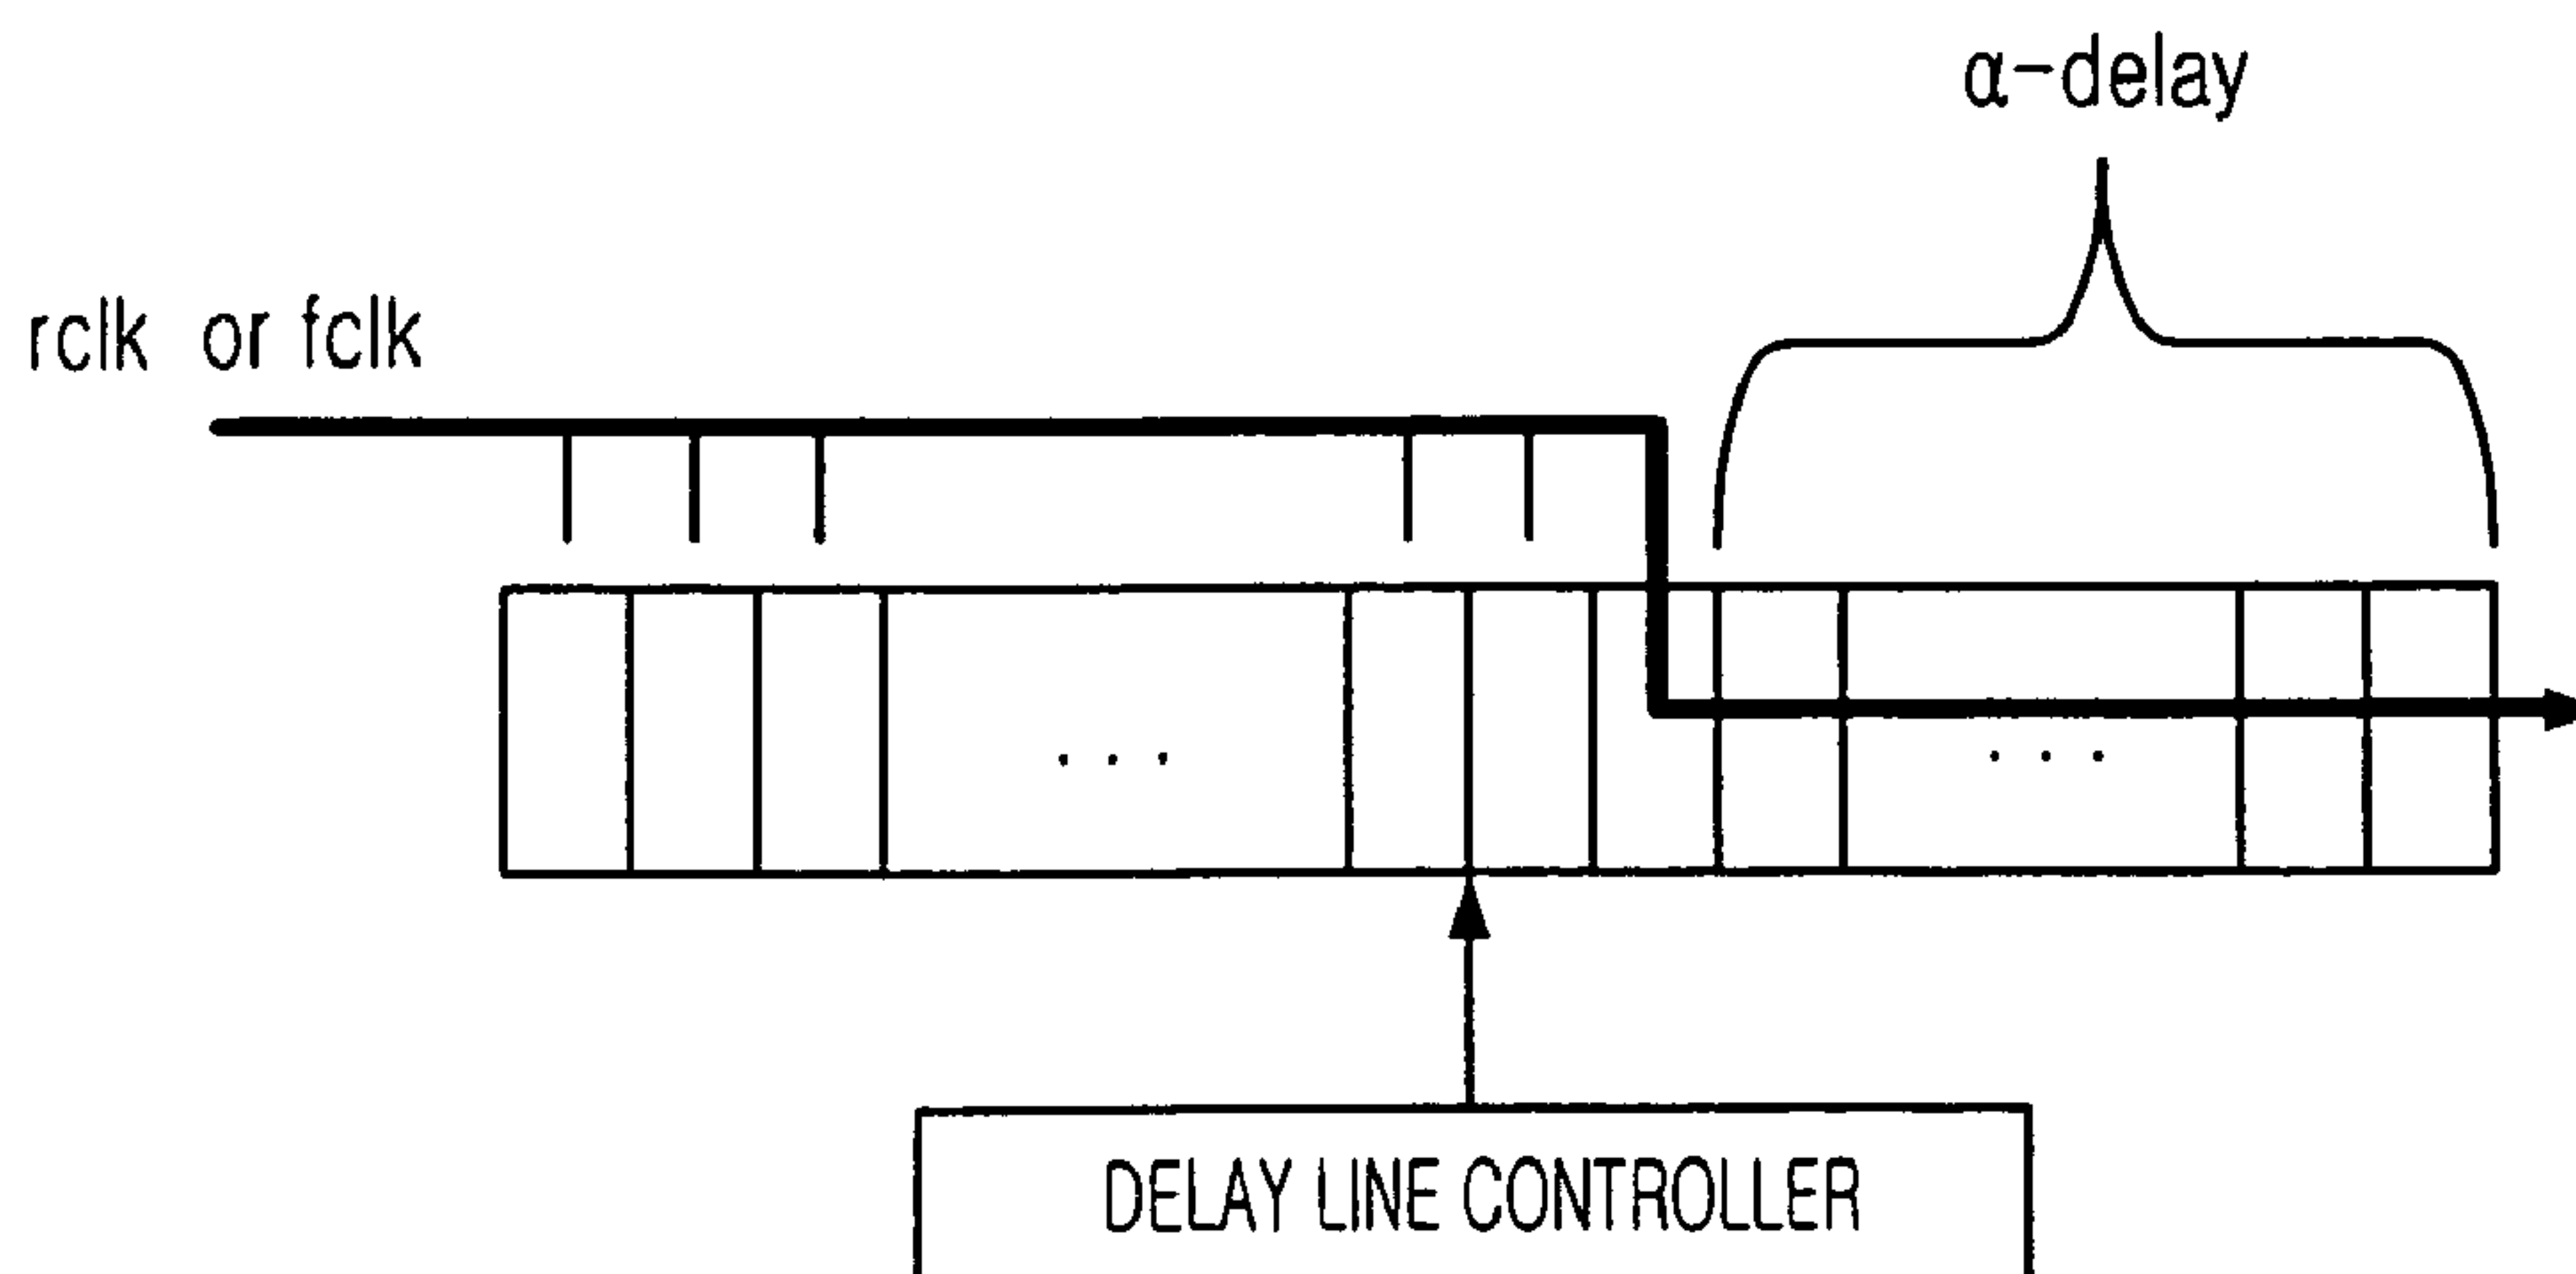 α-delay
rclk or fclk
. . .
. . .
DELAY LINE CONTROLLER